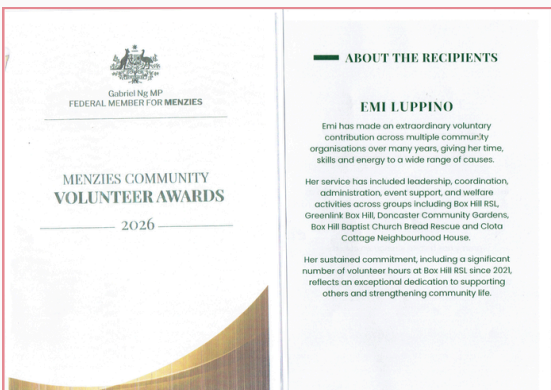 Gabriel Ng MP
FEDERAL MEMBER FOR MENZIES
MENZIES COMMUNITY
VOLUNTEER AWARDS
2026
ABOUT THE RECIPIENTS
EMI LUPPINO
Emi has made an extraordinary voluntary
contribution across multiple community
organisations over many years, giving her time,
skills and energy to a wide range of causes.
Her service has included leadership, coordination,
administration, event support, and welfare
activities across groups including Box Hill RSL,
Greenlink Box Hill, Doncaster Community Gardens,
Box Hill Baptist Church Bread Rescue and Clota
Cottage Neighbourhood House.
Her sustained commitment, including a significant
number of volunteer hours at Box Hill RSL since 2021,
reflects an exceptional dedication to supporting
others and strengthening community life.